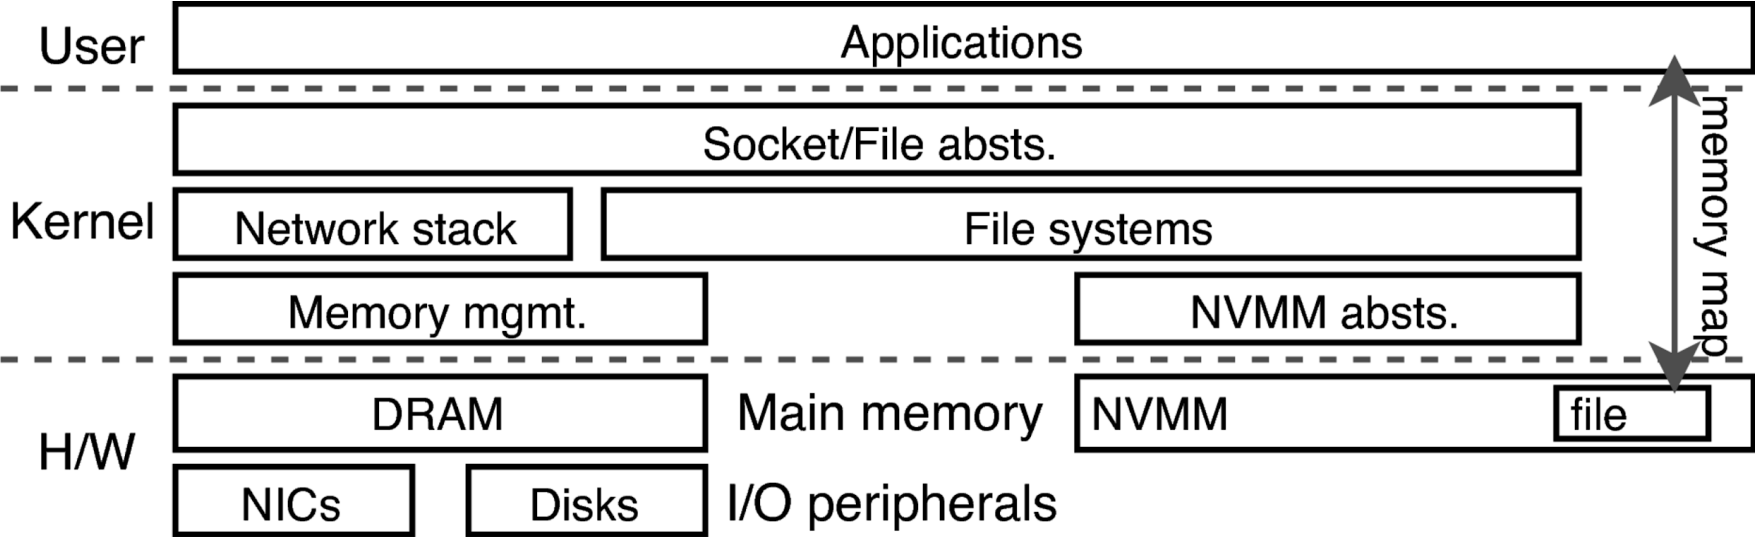 User
Applications
Socket/File absts.
Kernel
Network stack
File systems
Memory mgmt.
NVMM absts.
memory map
H/W
DRAM
Main memory
NVMM
file
NICs
Disks
I/O peripherals